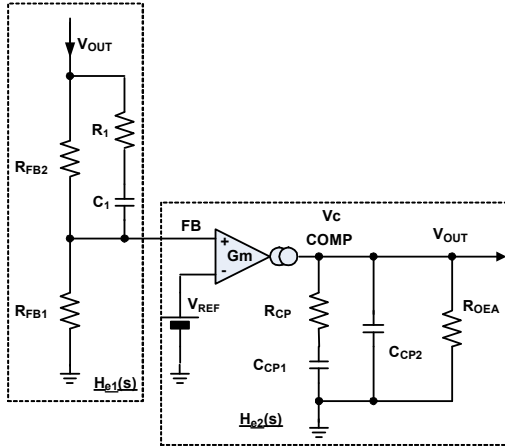 VOUT
R1
RFB2
C1
RFB1
He1(s)
FB
+
-
Gm
Vc
COMP
VOUT
VREF
RCP
CCP1
CCP2
ROEA
He2(s)